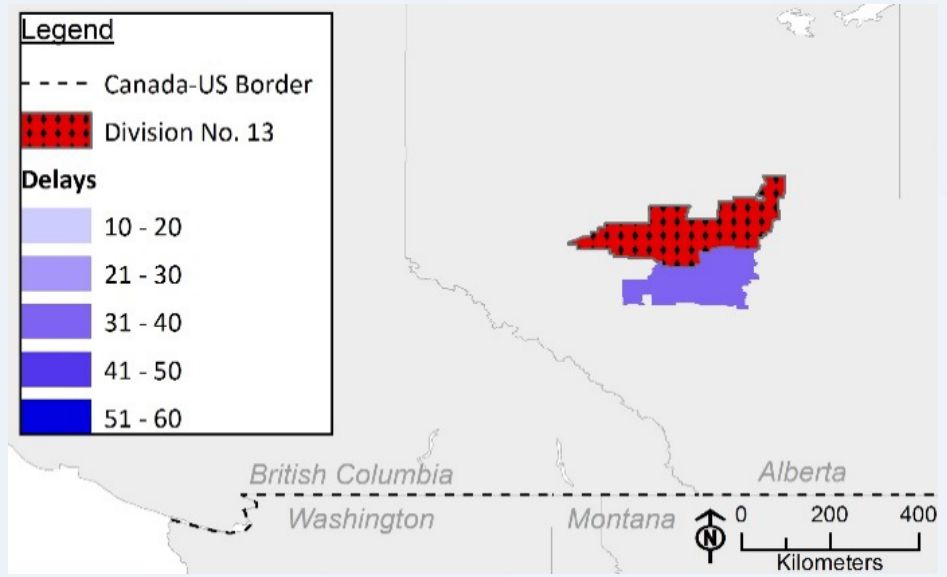 Legend
Canada-US Border
Division No. 13
Delays
10 - 20
21 - 30
31 - 40
41 - 50
51 - 60
British Columbia
Alberta
Washington
Montana
N
0 200 400
Kilometers